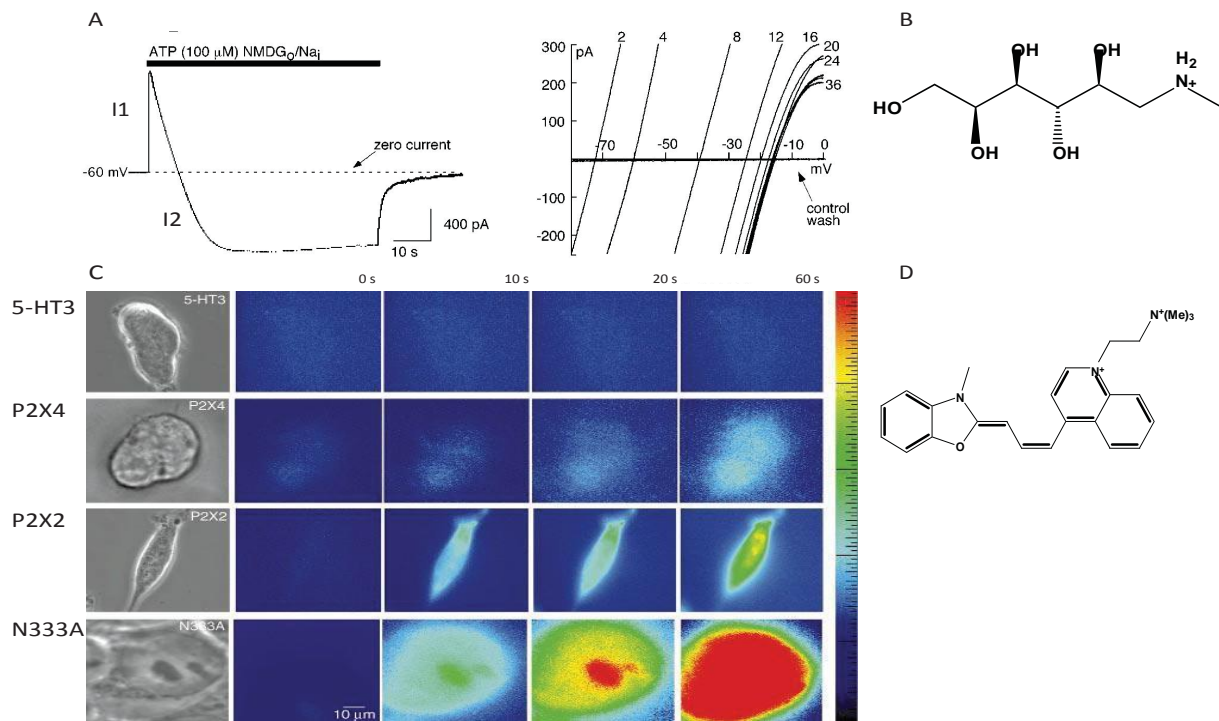 A
ATP (100 μM) NMDGO/Nai
I1
zero current
-60 mV
I2
400 pA
10 s
2 4 8 12 16 20 24 36
300
pA
200
100
0
-100
-200
-70 -50 -30 -10 0
mV
control
wash
B
OH OH H2
N+
HO
OH OH
C
0 s 10 s 20 s 60 s
5-HT3 5-HT3
P2X4 P2X4
P2X2 P2X2
N333A N333A
10 μm
D
N+(Me)3
N+
N
O